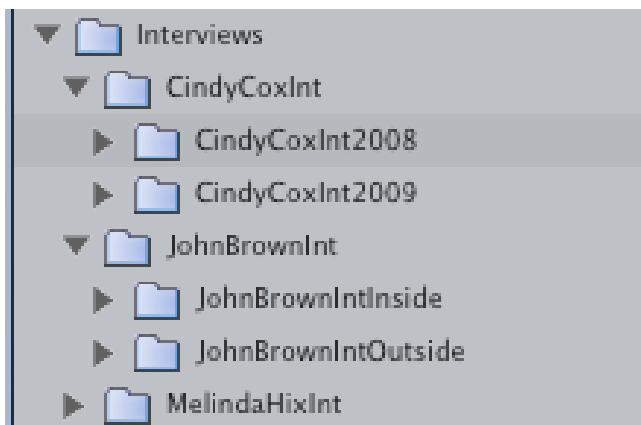 Interviews
CindyCoxInt
CindyCoxInt2008
CindyCoxInt2009
JohnBrownInt
JohnBrownIntInside
JohnBrownIntOutside
MelindaHixInt